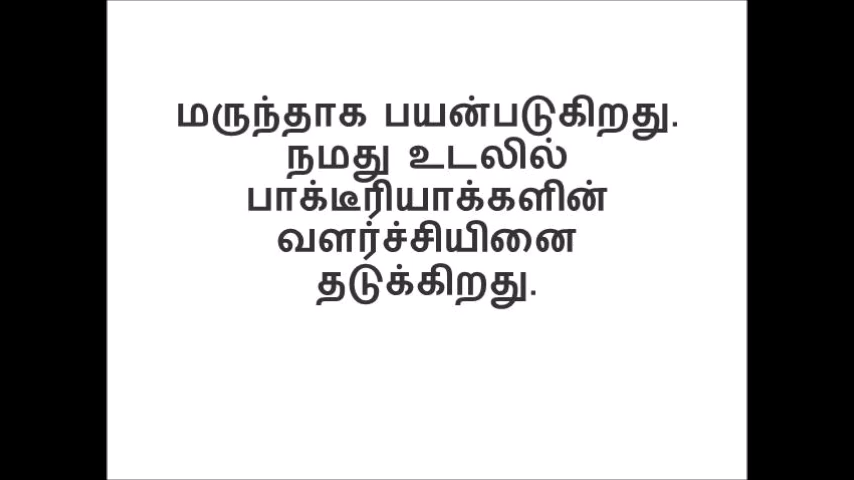 மருந்தாக பயன்படுகிறது.
நமது உடலில்
பாக்டீரியாக்களின்
வளர்ச்சியினை
தடுக்கிறது.